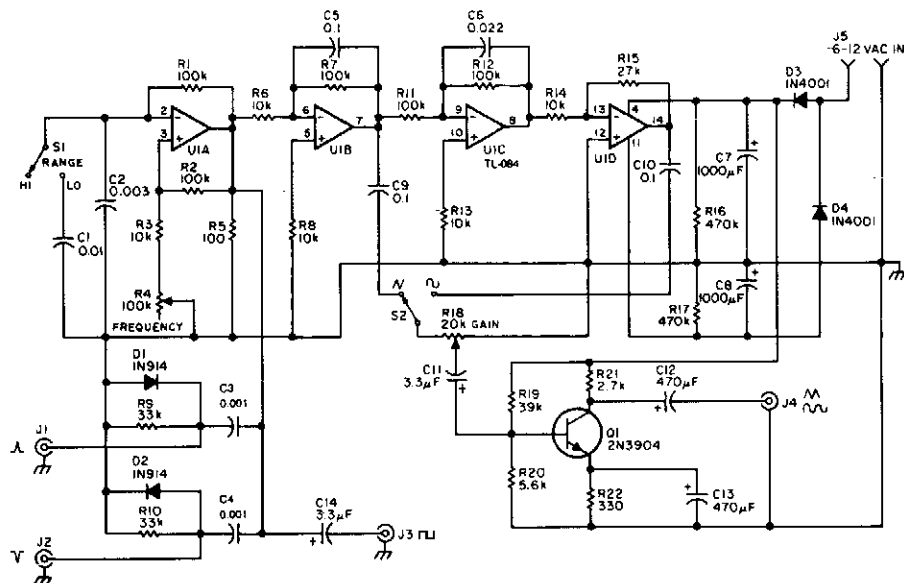 C5
0.1
C6
0.022
J5
-6-12 VAC IN
R1
100k
R7
100k
R12
100k
R15
27k
D3
1N4001
R6
10k
R11
100k
R14
10k
2
3
U1A
6
5
7
U1B
9
10
8
U1C
TL-084
13
12
4
11
14
U1D
S1
RANGE
HI
LO
C2
0.003
R2
100k
C9
0.1
C10
0.1
C7
1000µF
D4
1N4001
C1
0.01
R3
10k
R5
100
R8
10k
R13
10k
R16
470k
R4
100k
FREQUENCY
S2
R18
20k GAIN
R17
470k
C8
1000µF
D1
1N914
C3
0.001
R9
33k
C11
3.3µF
R19
39k
R21
2.7k
C12
470µF
J4
J1
Q1
2N3904
D2
1N914
C4
0.001
R10
33k
C14
3.3µF
J3
R20
5.6k
R22
330
C13
470µF
J2